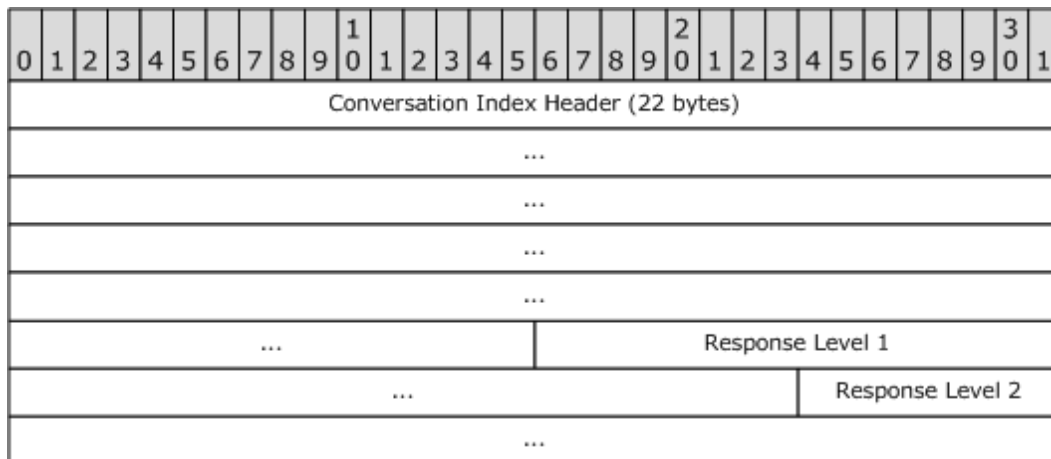 1 2 3
0 1 2 3 4 5 6 7 8 9 0 1 2 3 4 5 6 7 8 9 0 1 2 3 4 5 6 7 8 9 0 1
Conversation Index Header (22 bytes)
...
...
...
...
... Response Level 1
... Response Level 2
...